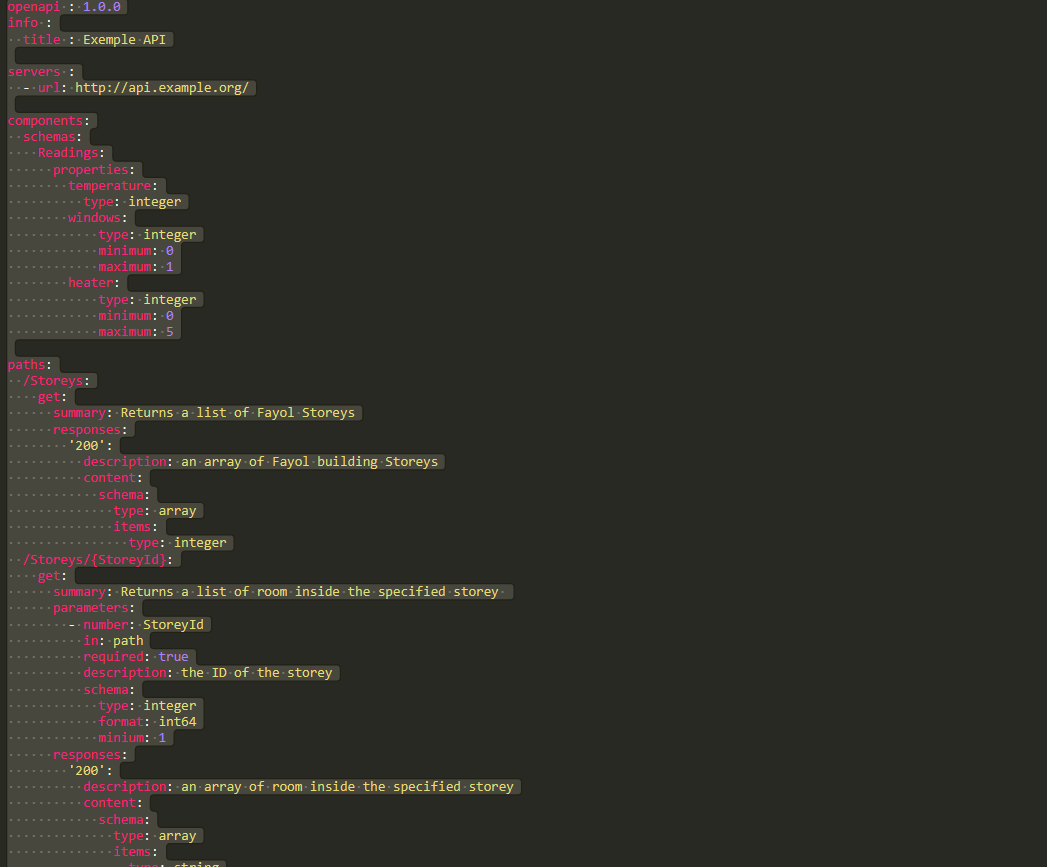 openapi : 1.0.0
info :
  title : Exemple API

servers :
  - url: http://api.example.org/

components:
  schemas:
    Readings:
      properties:
        temperature:
          type: integer
        windows:
            type: integer
            minimum: 0
            maximum: 1
        heater:
            type: integer
            minimum: 0
            maximum: 5

paths:
  /Storeys:
    get:
      summary: Returns a list of Fayol Storeys
      responses:
        '200':
          description: an array of Fayol building Storeys
          content:
            schema:
              type: array
              items:
                type: integer
  /Storeys/{StoreyId}:
    get:
      summary: Returns a list of room inside the specified storey
      parameters:
        - number: StoreyId
          in: path
          required: true
          description: the ID of the storey
          schema:
            type: integer
            format: int64
            minium: 1
      responses:
        '200':
          description: an array of room inside the specified storey
          content:
            schema:
              type: array
              items:
                type: string